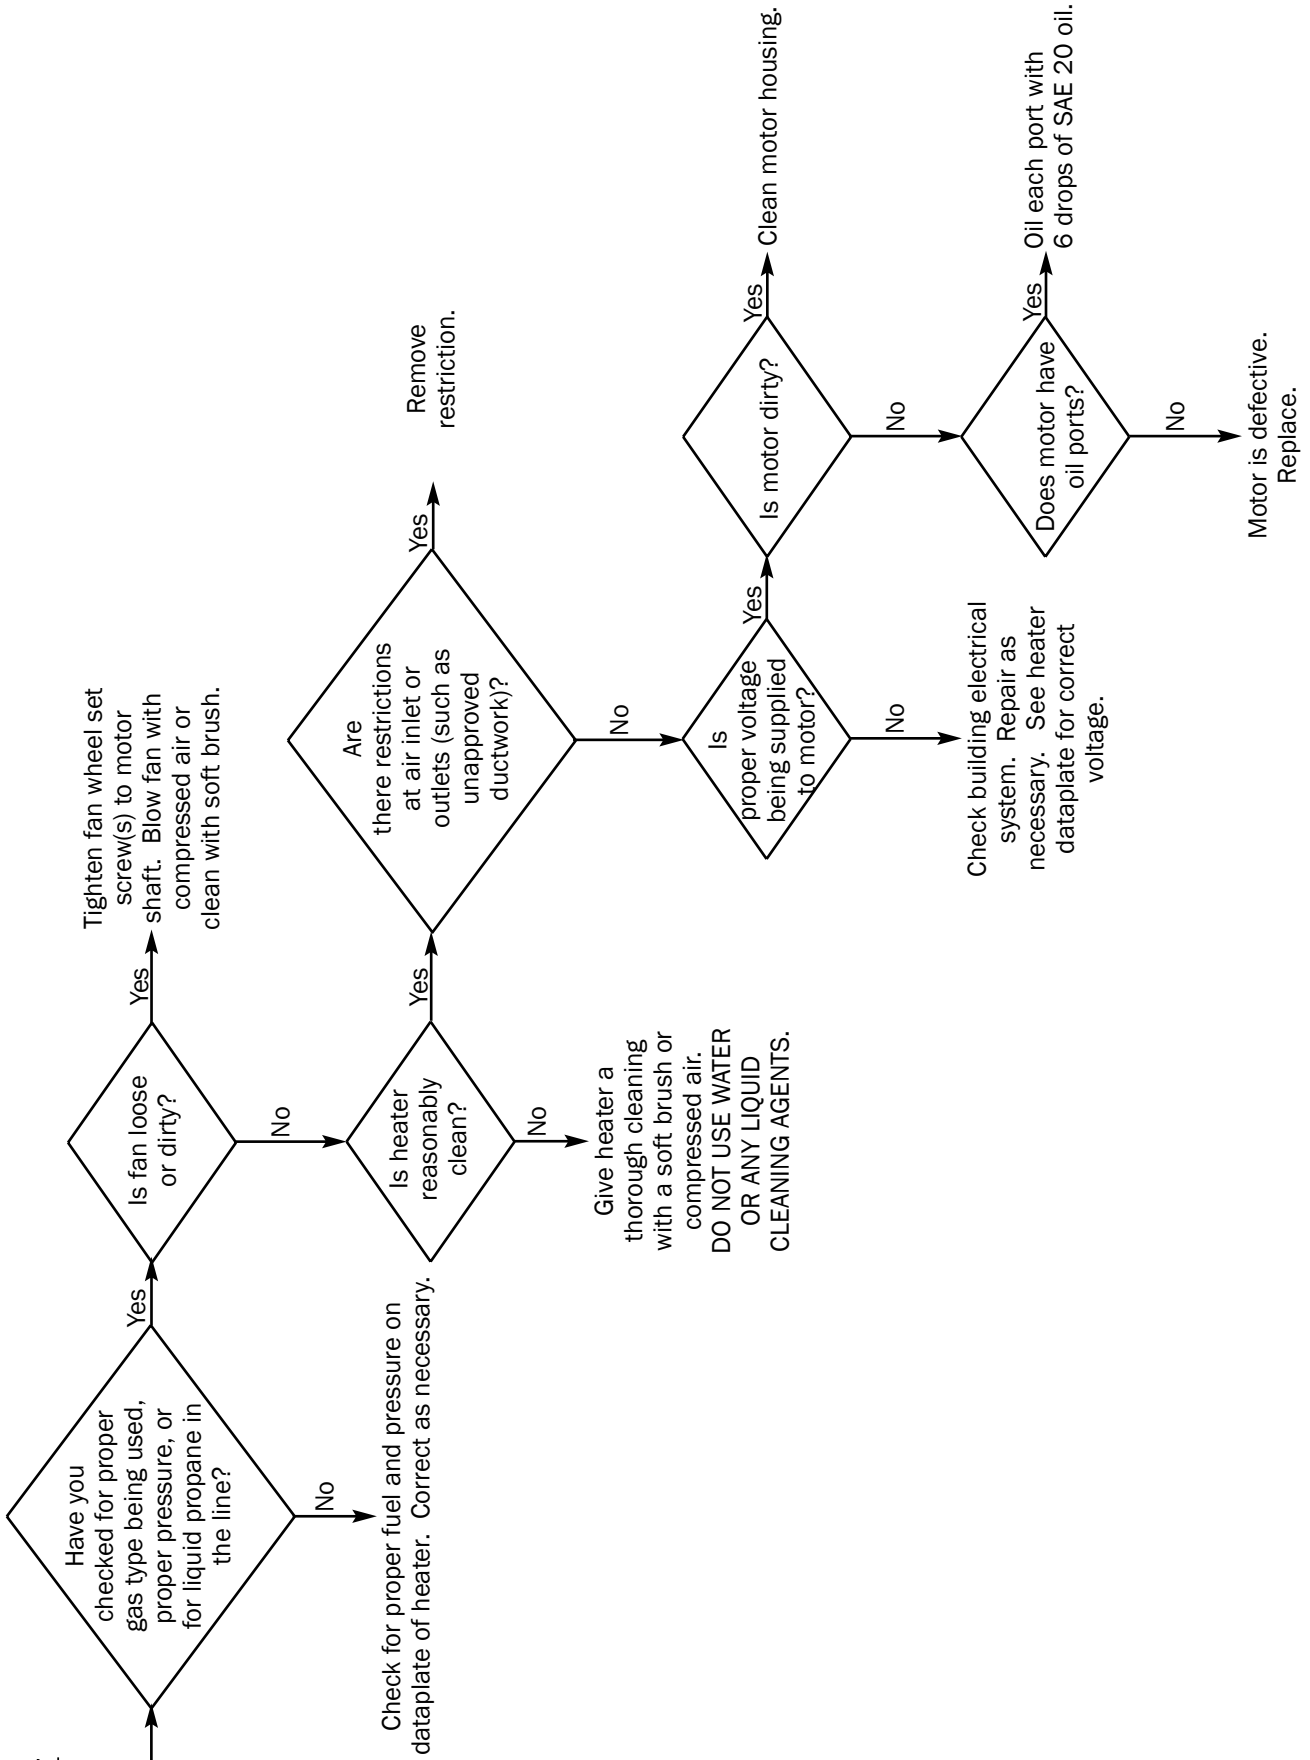 Have you
checked for proper
gas type being used,
proper pressure, or
for liquid propane in
the line?
Yes
No
Check for proper fuel and pressure on
dataplate of heater.  Correct as necessary.
Is fan loose
or dirty?
Yes
Tighten fan wheel set
screw(s) to motor
shaft.  Blow fan with
compressed air or
clean with soft brush.
No
Is heater
reasonably
clean?
Yes
No
Give heater a
thorough cleaning
with a soft brush or
compressed air.
DO NOT USE WATER
OR ANY LIQUID
CLEANING AGENTS.
Are
there restrictions
at air inlet or
outlets (such as
unapproved
ductwork)?
Yes
Remove
restriction.
No
Is
proper voltage
being supplied
to motor?
Yes
No
Check building electrical
system.  Repair as
necessary.  See heater
dataplate for correct
voltage.
Is motor dirty?
Yes
Clean motor housing.
No
Does motor have
oil ports?
Yes
Oil each port with
6 drops of SAE 20 oil.
No
Motor is defective.
Replace.